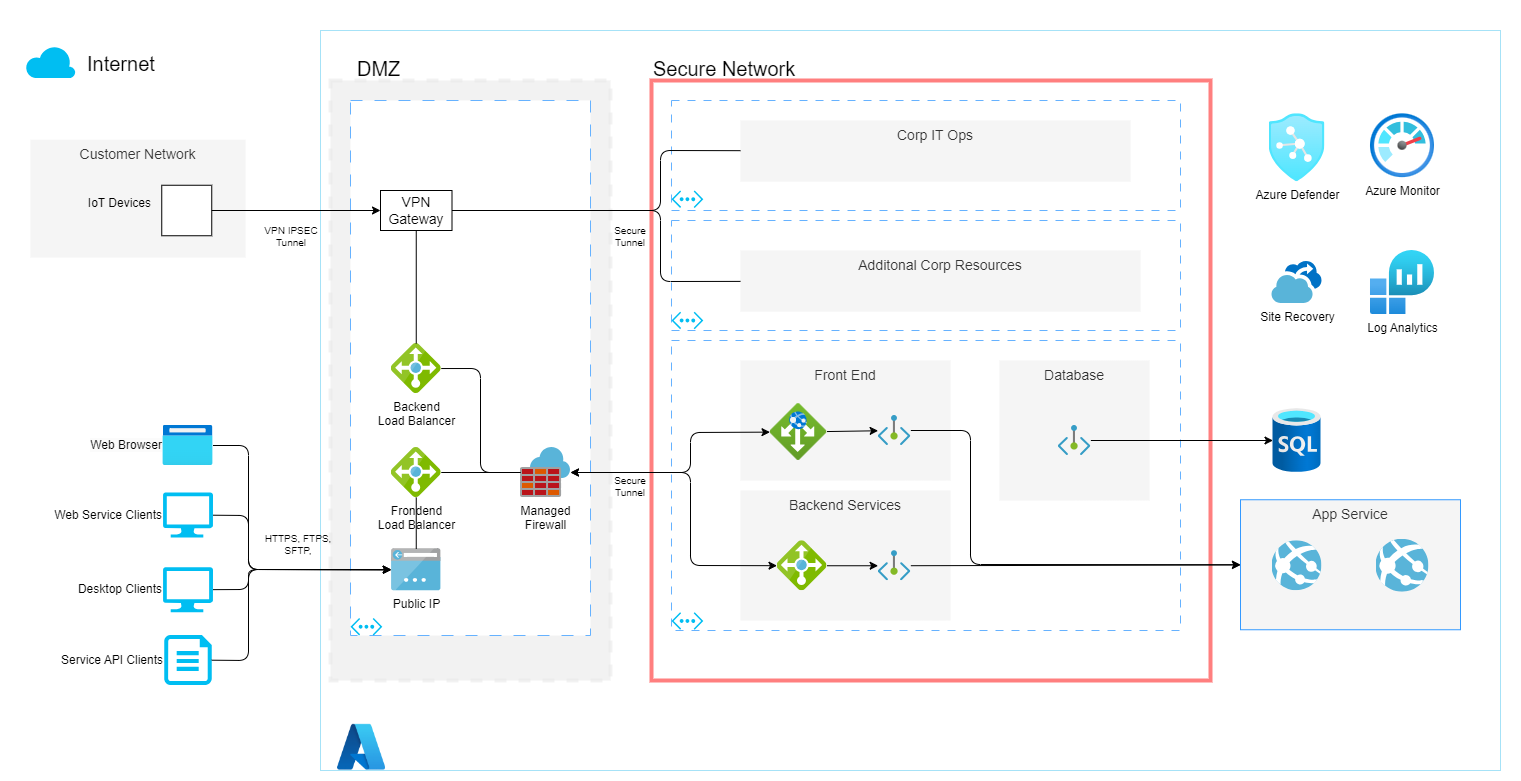 Internet
DMZ
Secure Network
Customer Network
IoT Devices
VPN IPSEC
Tunnel
VPN
Gateway
Secure
Tunnel
Corp IT Ops
Additonal Corp Resources
Azure Defender
Azure Monitor
Site Recovery
Log Analytics
Backend
Load Balancer
Frondend
Load Balancer
Managed
Firewall
Public IP
Secure
Tunnel
Web Browser
Web Service Clients
Desktop Clients
Service API Clients
HTTPS, FTPS,
SFTP,
Front End
Database
Backend Services
SQL
App Service